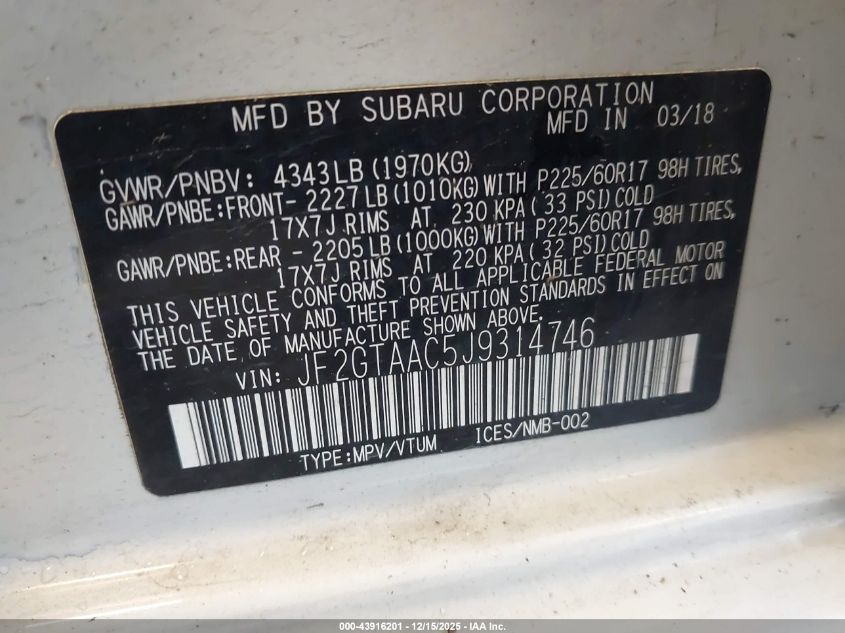 MFD BY SUBARU CORPORATION
MFD IN 03/18
GVWR/PNBV: 4343LB (1970KG)
GAWR/PNBE:FRONT- 2227LB(1010KG)WITH P225/60R17 98H TIRES,
17X7J RIMS AT 230 KPA( 33 PSI)COLD
GAWR/PNBE:REAR - 2205LB(1000KG)WITH P225/60R17 98H TIRES,
17X7J RIMS AT 220 KPA( 32 PSI)COLD
THIS VEHICLE CONFORMS TO ALL APPLICABLE FEDERAL MOTOR
VEHICLE SAFETY AND THEFT PREVENTION STANDARDS IN EFFECT ON
THE DATE OF MANUFACTURE SHOWN ABOVE.
VIN: JF2GTAAC5J9314746
TYPE:MPV/VTUM ICES/NMB-002
000-43916201 - 12/15/2025 - IAA Inc.